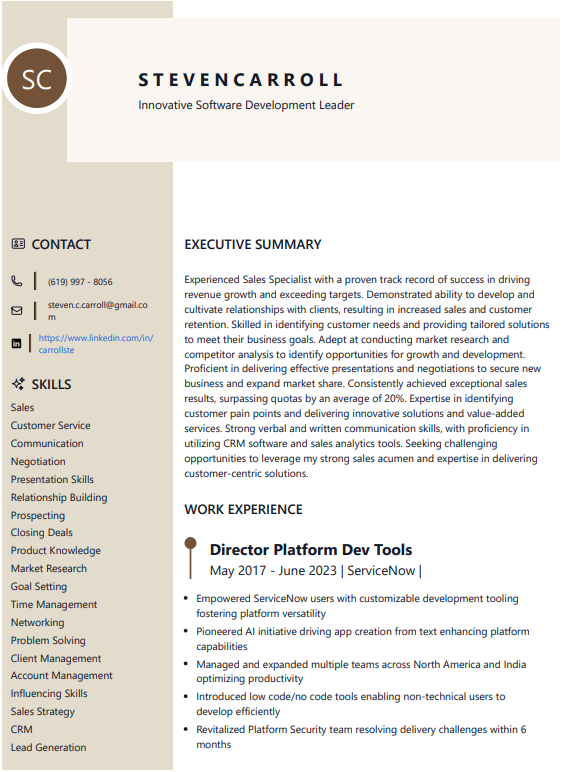 SC
STEVENCARROLL
Innovative Software Development Leader
CONTACT
(619) 997 - 8056
steven.c.carroll@gmail.co
m
https://www.linkedin.com/in/
carrollste
SKILLS
Sales
Customer Service
Communication
Negotiation
Presentation Skills
Relationship Building
Prospecting
Closing Deals
Product Knowledge
Market Research
Goal Setting
Time Management
Networking
Problem Solving
Client Management
Account Management
Influencing Skills
Sales Strategy
CRM
Lead Generation
EXECUTIVE SUMMARY
Experienced Sales Specialist with a proven track record of success in driving
revenue growth and exceeding targets. Demonstrated ability to develop and
cultivate relationships with clients, resulting in increased sales and customer
retention. Skilled in identifying customer needs and providing tailored solutions
to meet their business goals. Adept at conducting market research and
competitor analysis to identify opportunities for growth and development.
Proficient in delivering effective presentations and negotiations to secure new
business and expand market share. Consistently achieved exceptional sales
results, surpassing quotas by an average of 20%. Expertise in identifying
customer pain points and delivering innovative solutions and value-added
services. Strong verbal and written communication skills, with proficiency in
utilizing CRM software and sales analytics tools. Seeking challenging
opportunities to leverage my strong sales acumen and expertise in delivering
customer-centric solutions.
WORK EXPERIENCE
Director Platform Dev Tools
May 2017 - June 2023 | ServiceNow |
• Empowered ServiceNow users with customizable development tooling
fostering platform versatility
• Pioneered AI initiative driving app creation from text enhancing platform
capabilities
• Managed and expanded multiple teams across North America and India
optimizing productivity
• Introduced low code/no code tools enabling non-technical users to
develop efficiently
• Revitalized Platform Security team resolving delivery challenges within 6
months